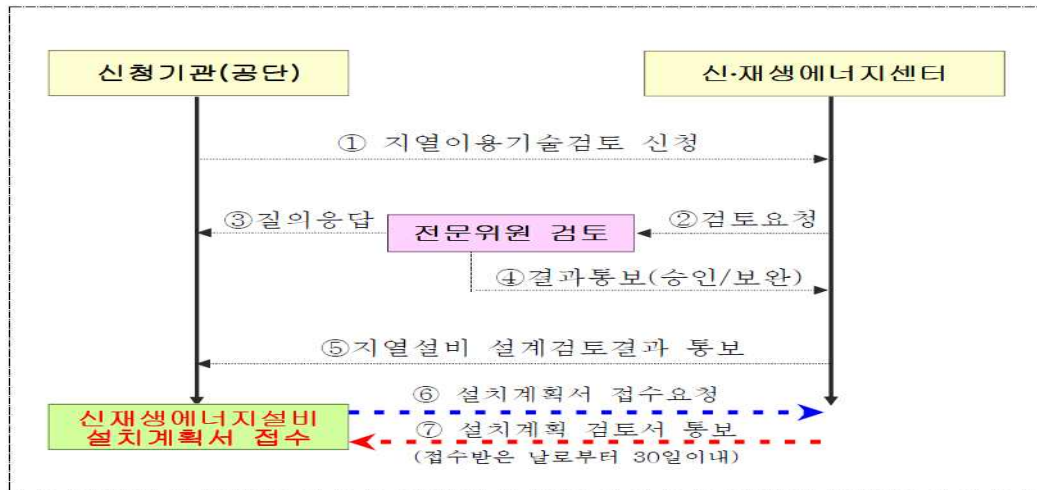 신청기관(공단)
신·재생에너지센터
① 지열이용기술검토 신청
③질의응답
전문위원 검토
②검토요청
④결과통보(승인/보완)
⑤지열설비 설계검토결과 통보
⑥ 설치계획서 접수요청
신재생에너지설비
설치계획서 접수
⑦ 설치계획 검토서 통보
(접수받은 날로부터 30일이내)